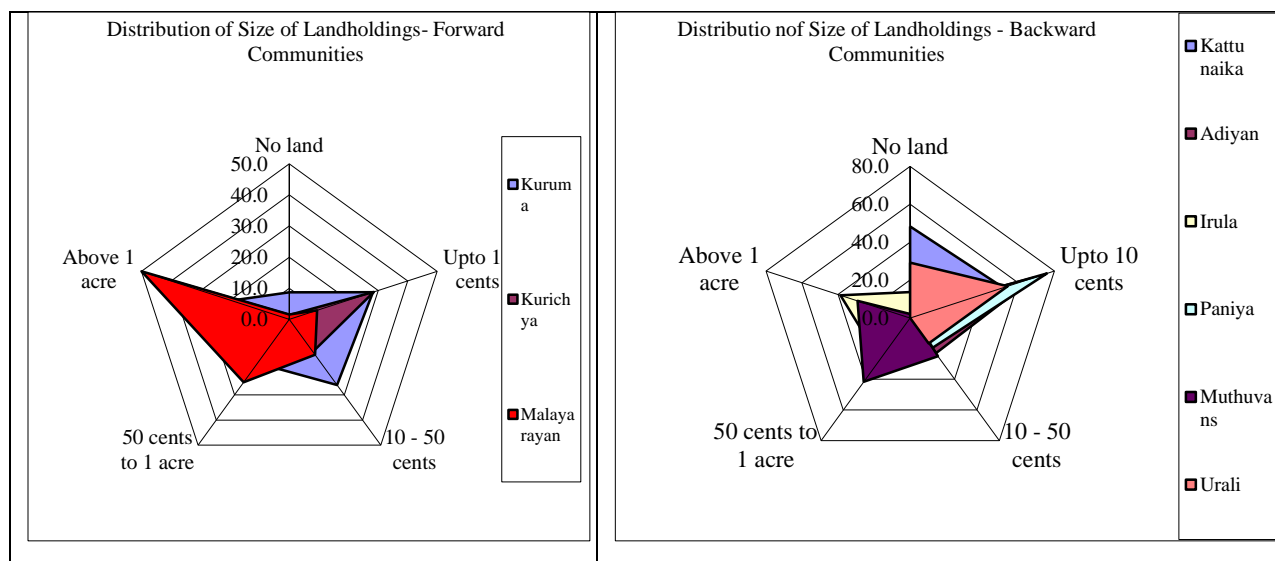 Distribution of Size of Landholdings- Forward
Communities
No land
50.0
40.0
30.0
20.0
10.0
0.0
Upto 1
cents
10 - 50
cents
50 cents
to 1 acre
Above 1
acre
Kurum
a
Kurich
ya
Malaya
rayan
Distributio nof Size of Landholdings - Backward
Communities
No land
80.0
60.0
40.0
20.0
0.0
Upto 10
cents
10 - 50
cents
50 cents to
1 acre
Above 1
acre
Kattu
naika
Adiyan
Irula
Paniya
Muthuva
ns
Urali